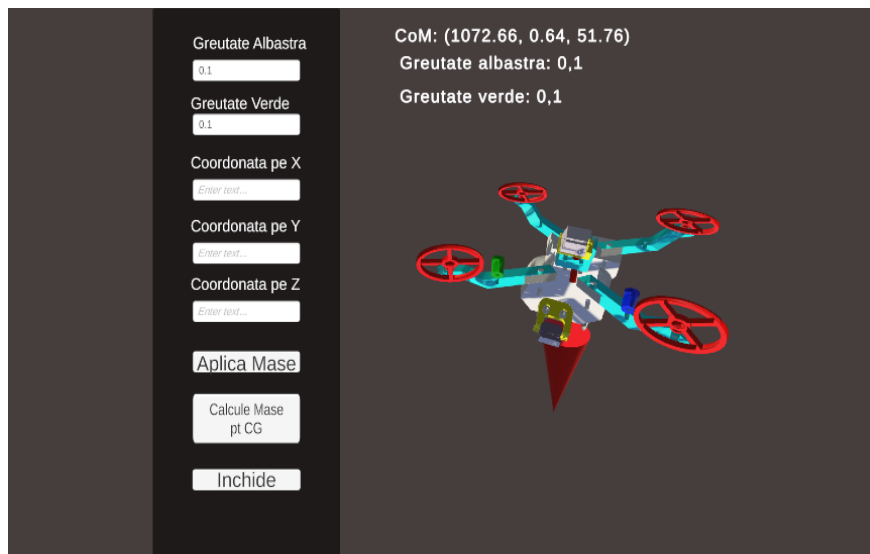 Greutate Albastra
0.1
Greutate Verde
0.1
Coordonata pe X
Enter text...
Coordonata pe Y
Enter text...
Coordonata pe Z
Enter text...
Aplica Mase
Calcule Mase
pt CG
Inchide
CoM: (1072.66, 0.64, 51.76)
Greutate albastra: 0,1
Greutate verde: 0,1